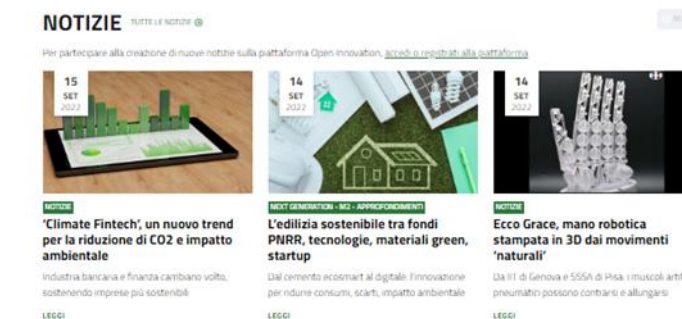 NOTIZIE TUTTE LE NOTIZIE
Per partecipare alla creazione di nuove notizie sulla piattaforma Open Innovation, accedi o registrati alla piattaforma
15
SET
2022
NOTIZIE
'Climate Fintech', un nuovo trend
per la riduzione di CO2 e impatto
ambientale
Industria bancaria e finanza cambiano volto,
sostenendo imprese più sostenibili
LEGGI
14
SET
2022
22
NEXT GENERATION - M2 - APPROFONDIMENTI
L'edilizia sostenibile tra fondi
PNRR, tecnologie, materiali green,
startup
Dal cemento ecosmart al digitale: l'innovazione
per ridurre consumi, scarti, impatto ambientale
LEGGI
14
SET
2022
NOTIZIE
Ecco Grace, mano robotica
stampata in 3D dai movimenti
'naturali'
Da IIT di Genova e SSSA di Pisa: i muscoli artif
pneumatici possono contrarsi e allungarsi
LEGGI